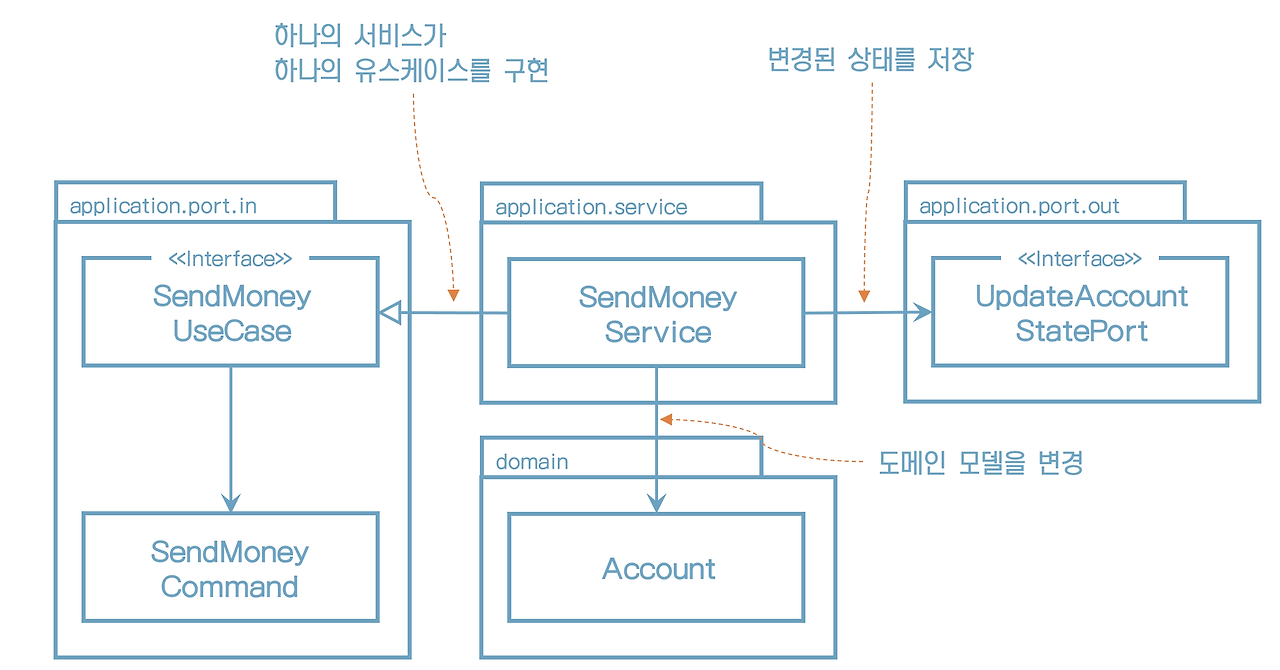 하나의 서비스가
하나의 유스케이스를 구현
변경된 상태를 저장
application.port.in
<<Interface>>
SendMoney
UseCase
SendMoney
Command
application.service
SendMoney
Service
application.port.out
<<Interface>>
UpdateAccount
StatePort
domain
Account
도메인 모델을 변경